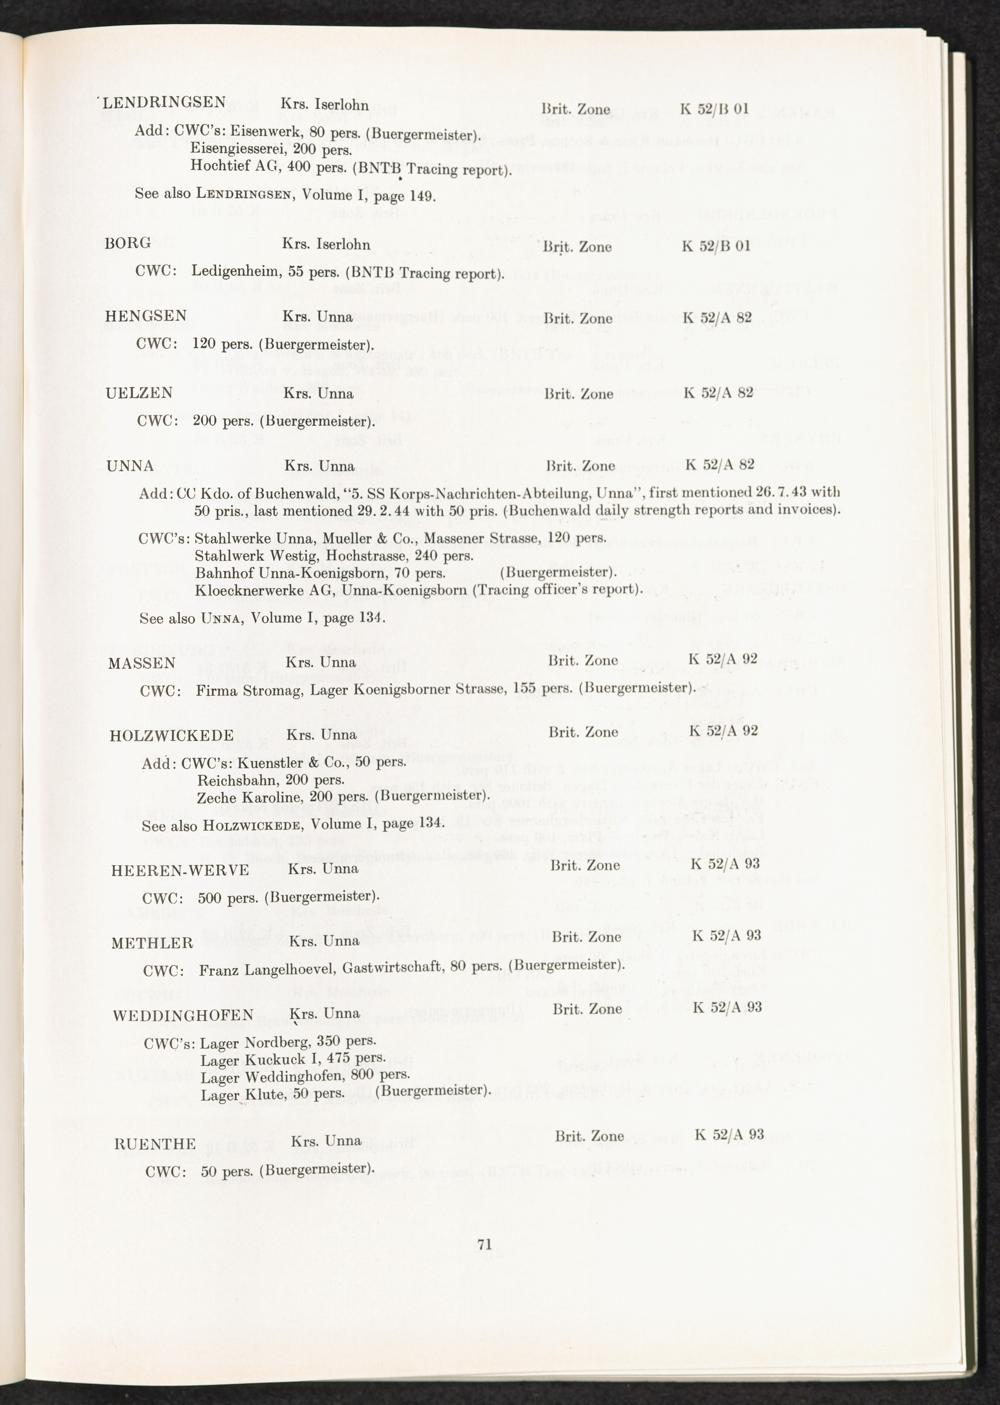 LENDRINGSEN Krs. Iserlohn Brit. Zone K 52/B 01
Add: CWC's: Eisenwerk, 80 pers. (Buergermeister).
Eisengiesserei, 200 pers.
Hochtief AG, 400 pers. (BNTB Tracing report).
See also LENDRINGSEN, Volume I, page 149.
BORG Krs. Iserlohn Brit. Zone K 52/B 01
CWC: Ledigenheim, 55 pers. (BNTB Tracing report).
HENGSEN Krs. Unna Brit. Zone K 52/A 82
CWC: 120 pers. (Buergermeister).
UELZEN Krs. Unna Brit. Zone K 52/A 82
CWC: 200 pers. (Buergermeister).
UNNA Krs. Unna Brit. Zone K 52/A 82
Add: CC Kdo. of Buchenwald, “5. SS Korps-Nachrichten-Abteilung, Unna”, first mentioned 26. 7. 43 with
50 pris., last mentioned 29. 2. 44 with 50 pris. (Buchenwald daily strength reports and invoices).
CWC's: Stahlwerke Unna, Mueller & Co., Massener Strasse, 120 pers.
Stahlwerk Westig, Hochstrasse, 240 pers.
Bahnhof Unna-Koenigsborn, 70 pers. (Buergermeister).
Kloecknerwerke AG, Unna-Koenigsborn (Tracing officer's report).
See also UNNA, Volume I, page 134.
MASSEN Krs. Unna Brit. Zone K 52/A 92
CWC: Firma Stromag, Lager Koenigsborner Strasse, 155 pers. (Buergermeister).
HOLZWICKEDE Krs. Unna Brit. Zone K 52/A 92
Add: CWC's: Kuenstler & Co., 50 pers.
Reichsbahn, 200 pers.
Zeche Karoline, 200 pers. (Buergermeister).
See also HOLZWICKEDE, Volume I, page 134.
HEEREN-WERVE Krs. Unna Brit. Zone K 52/A 93
CWC: 500 pers. (Buergermeister).
METHLER Krs. Unna Brit. Zone K 52/A 93
CWC: Franz Langelhoevel, Gastwirtschaft, 80 pers. (Buergermeister).
WEDDINGHOFEN Krs. Unna Brit. Zone K 52/A 93
CWC's: Lager Nordberg, 350 pers.
Lager Kuckuck I, 475 pers.
Lager Weddinghofen, 800 pers.
Lager Klute, 50 pers. (Buergermeister).
RUENTHE Krs. Unna Brit. Zone K 52/A 93
CWC: 50 pers. (Buergermeister).
71